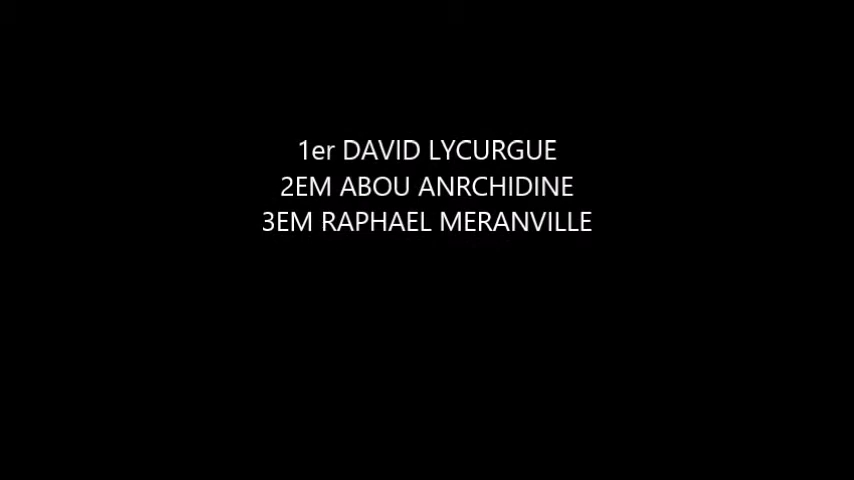 1er DAVID LYCURGUE
2EM ABOU ANRCHIDINE
3EM RAPHAEL MERANVILLE